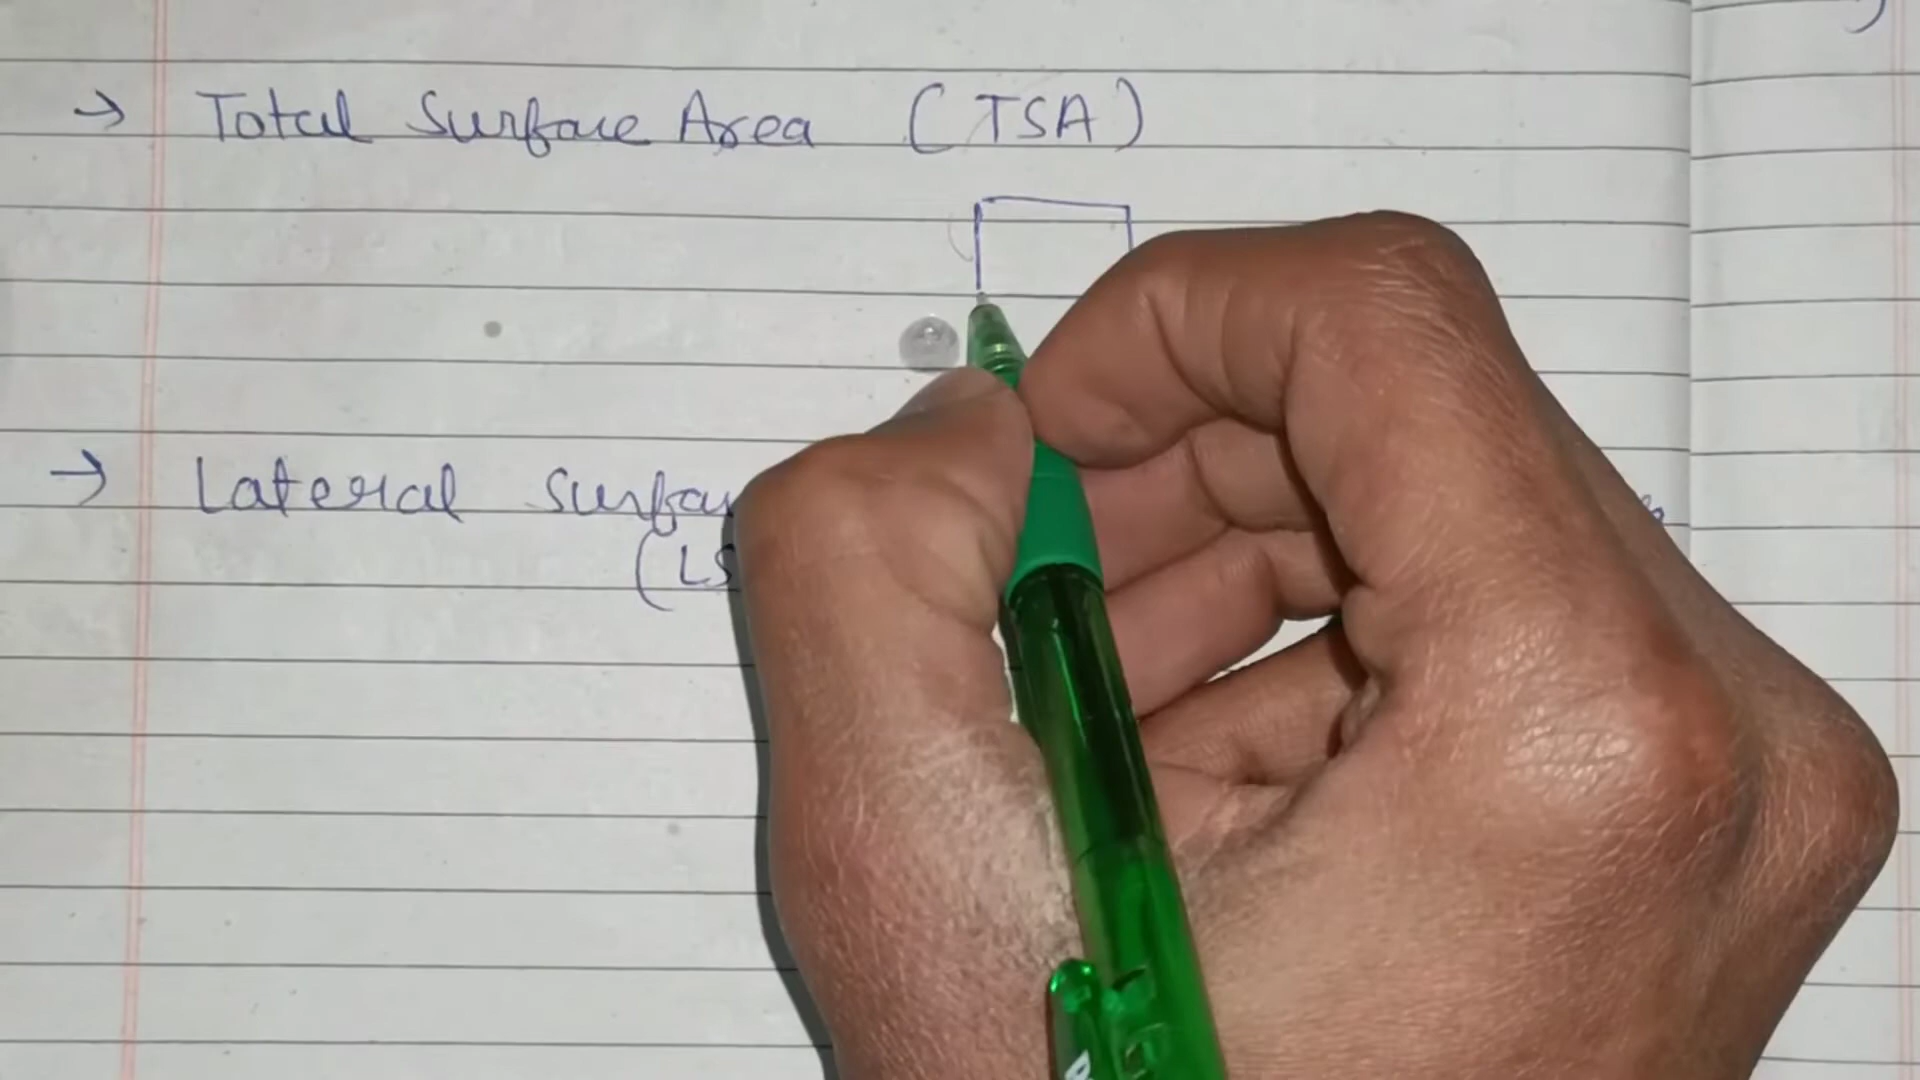 → Total Surface Area (TSA)
→ Lateral Surfa
(LS